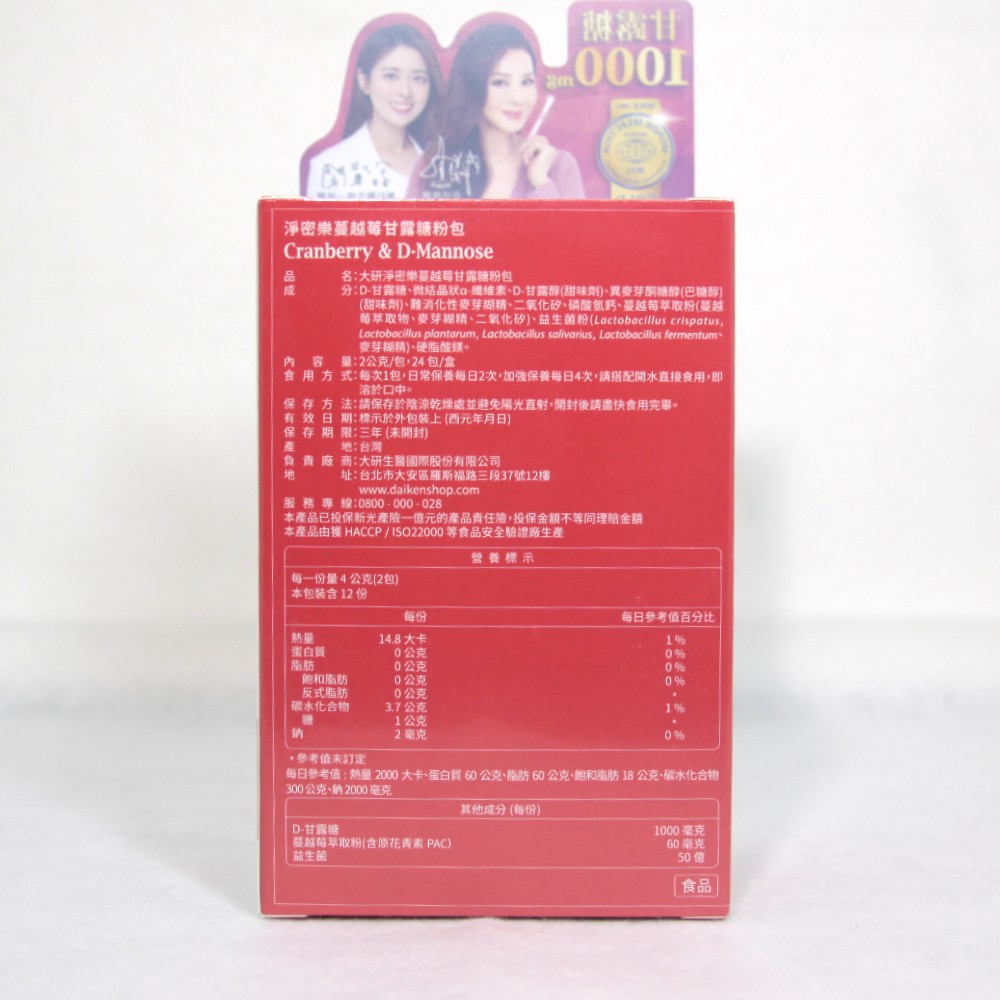 甘露糖
1000mg
淨密樂蔓越莓甘露糖粉包
Cranberry & D-Mannose
品　　名：大研淨密樂蔓越莓甘露糖粉包
成　　分：D-甘露糖、微結晶狀α-纖維素、D-甘露醇(甜味劑)、異麥芽酮糖醇(巴糖醇)
(甜味劑)、難消化性麥芽糊精、二氧化矽、磷酸氫鈣、蔓越莓萃取粉(蔓越
莓萃取物、麥芽糊精、二氧化矽)、益生菌粉(Lactobacillus crispatus,
Lactobacillus plantarum, Lactobacillus salivarius, Lactobacillus fermentum、
麥芽糊精)、硬脂酸鎂。
內 容 量：2公克/包，24 包/盒
食用方式：每次1包，日常保養每日2次，加強保養每日4次，請搭配開水直接食用，即
溶於口中。
保存方法：請保存於陰涼乾燥處並避免陽光直射，開封後請盡快食用完畢。
有效日期：標示於外包裝上 (西元年月日)
保存期限：三年 (未開封)
產　　地：台灣
負責廠商：大研生醫國際股份有限公司
地　　址：台北市大安區羅斯福路三段37號12樓
www.daikenshop.com
服務專線：0800 - 000 - 028
本產品已投保新光產險一億元的產品責任險，投保金額不等同理賠金額
本產品由獲 HACCP / ISO22000 等食品安全驗證廠生產
營養標示
每一份量 4 公克(2包)
本包裝含 12 份
每份 每日參考值百分比
熱量 14.8 大卡 1%
蛋白質 0 公克 0%
脂肪 0 公克 0%
飽和脂肪 0 公克 0%
反式脂肪 0 公克 *
碳水化合物 3.7 公克 1%
糖 1 公克 *
鈉 2 毫克 0%
*參考值未訂定
每日參考值：熱量 2000 大卡、蛋白質 60 公克、脂肪 60 公克、飽和脂肪 18 公克、碳水化合物
300 公克、鈉 2000 毫克
其他成分 (每份)
D-甘露糖 1000 毫克
蔓越莓萃取粉(含原花青素 PAC) 60 毫克
益生菌 50 億
食品